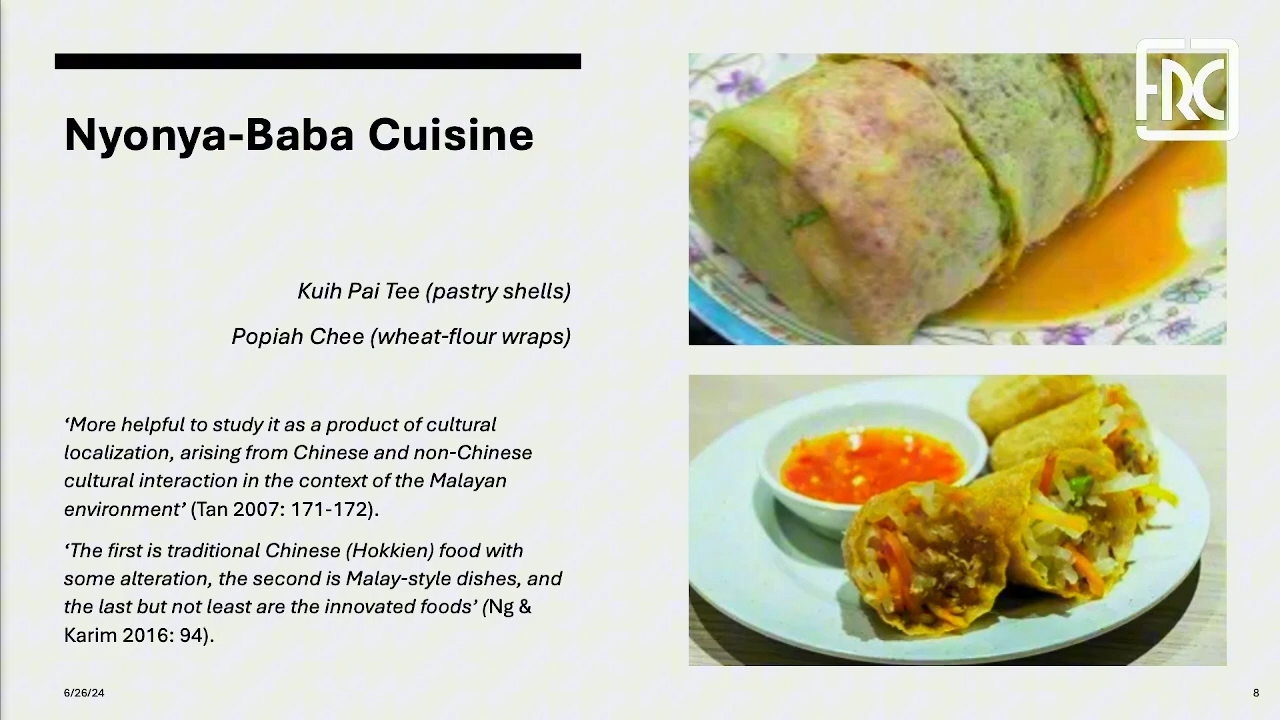 FRC
Nyonya-Baba Cuisine
Kuih Pai Tee (pastry shells)
Popiah Chee (wheat-flour wraps)
‘More helpful to study it as a product of cultural
localization, arising from Chinese and non-Chinese
cultural interaction in the context of the Malayan
environment’ (Tan 2007: 171-172).
‘The first is traditional Chinese (Hokkien) food with
some alteration, the second is Malay-style dishes, and
the last but not least are the innovated foods’ (Ng &
Karim 2016: 94).
6/26/24
8